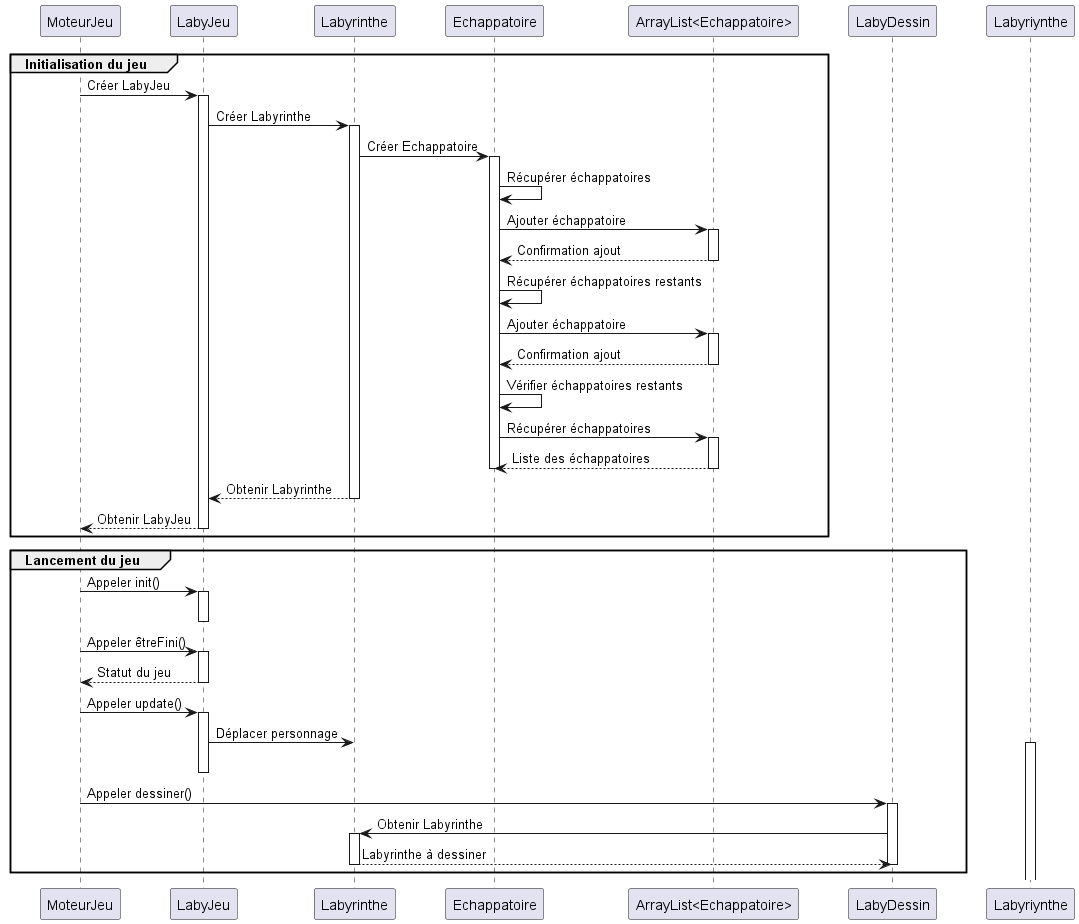 MoteurJeu LabyJeu Labyrinthe Echappatoire ArrayList<Echappatoire> LabyDessin Labyriynthe
Initialisation du jeu
Créer LabyJeu
Créer Labyrinthe
Créer Echappatoire
Récupérer échappatoires
Ajouter échappatoire
Confirmation ajout
Récupérer échappatoires restants
Ajouter échappatoire
Confirmation ajout
Vérifier échappatoires restants
Récupérer échappatoires
Liste des échappatoires
Obtenir Labyrinthe
Obtenir LabyJeu
Lancement du jeu
Appeler init()
Appeler êtreFini()
Statut du jeu
Appeler update()
Déplacer personnage
Appeler dessiner()
Obtenir Labyrinthe
Labyrinthe à dessiner
MoteurJeu LabyJeu Labyrinthe Echappatoire ArrayList<Echappatoire> LabyDessin Labyriynthe